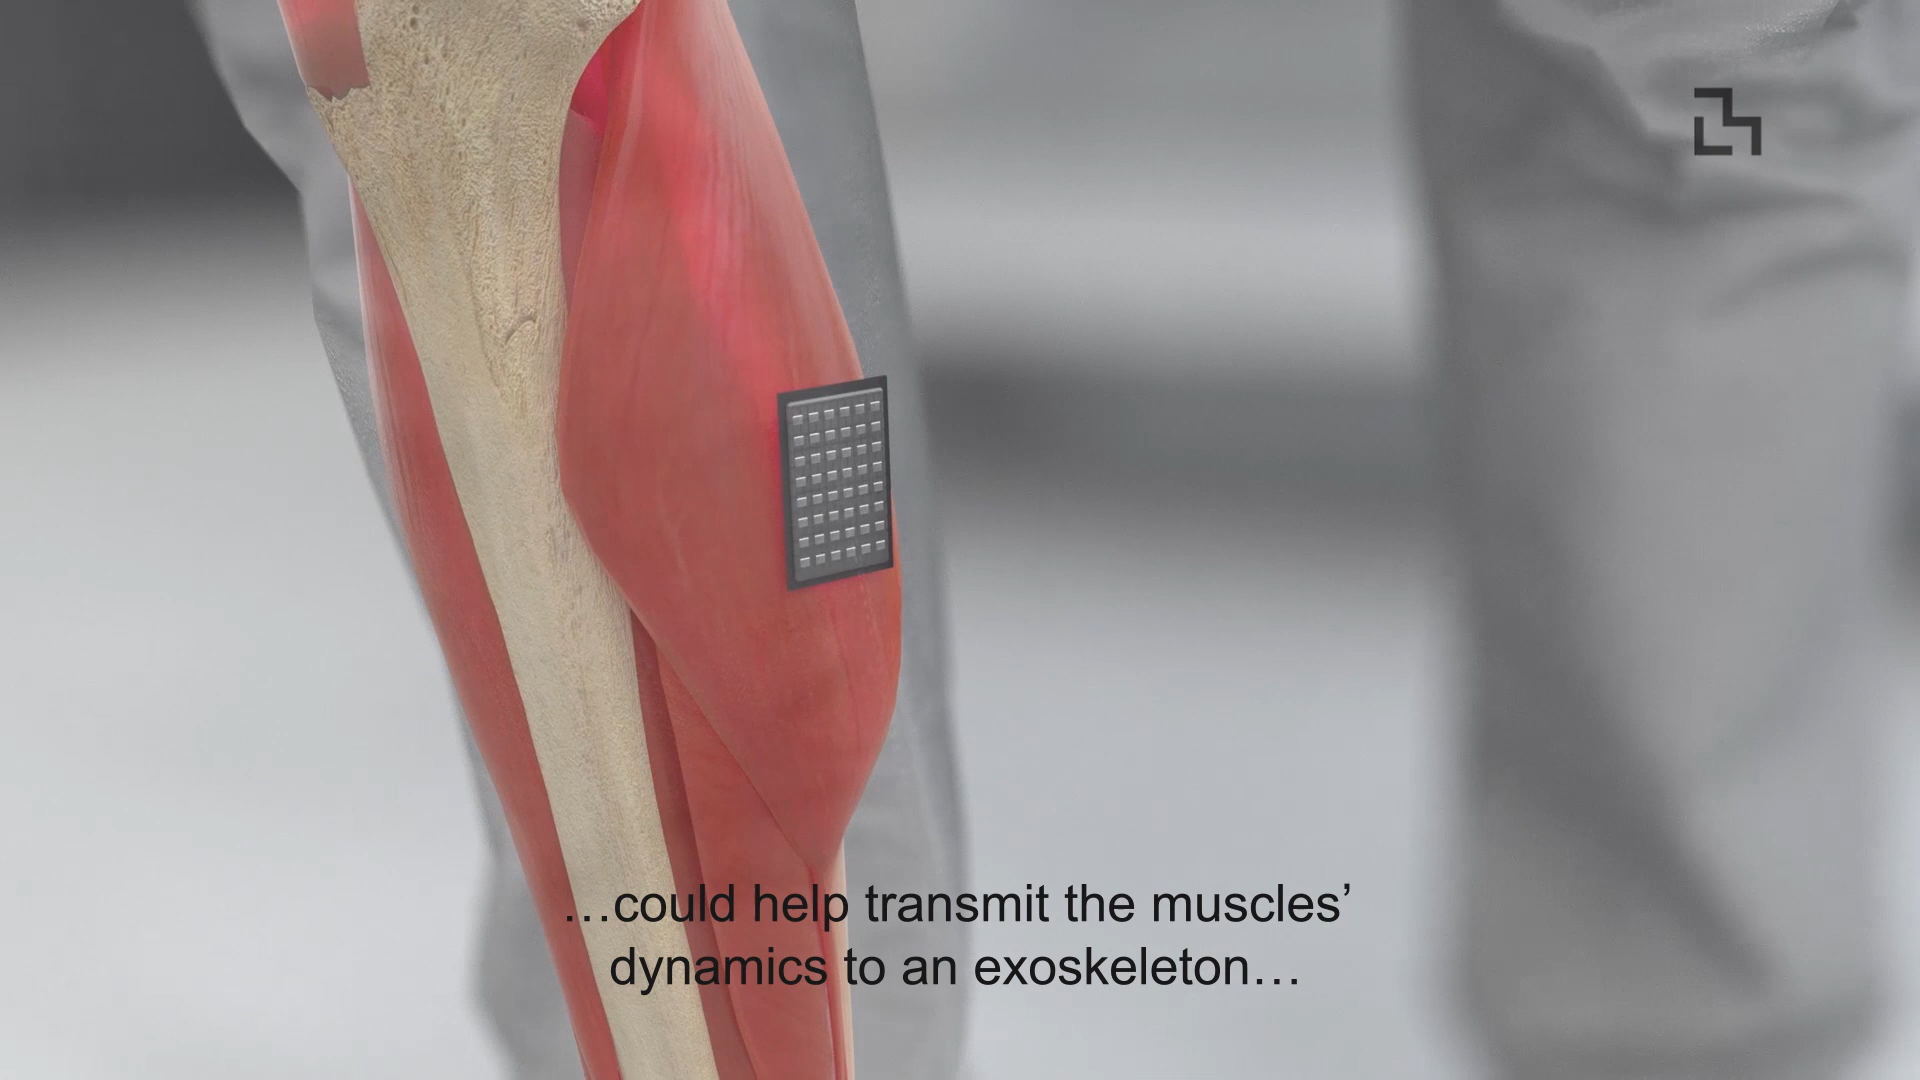 …could help transmit the muscles’
dynamics to an exoskeleton…